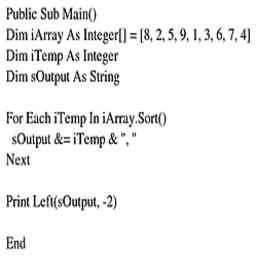 Public Sub Main()
Dim iArray As Integer[] = [8, 2, 5, 9, 1, 3, 6, 7, 4]
Dim iTemp As Integer
Dim sOutput As String
For Each iTemp In iArray.Sort()
sOutput &= iTemp & ", "
Next
Print Left(sOutput, -2)
End